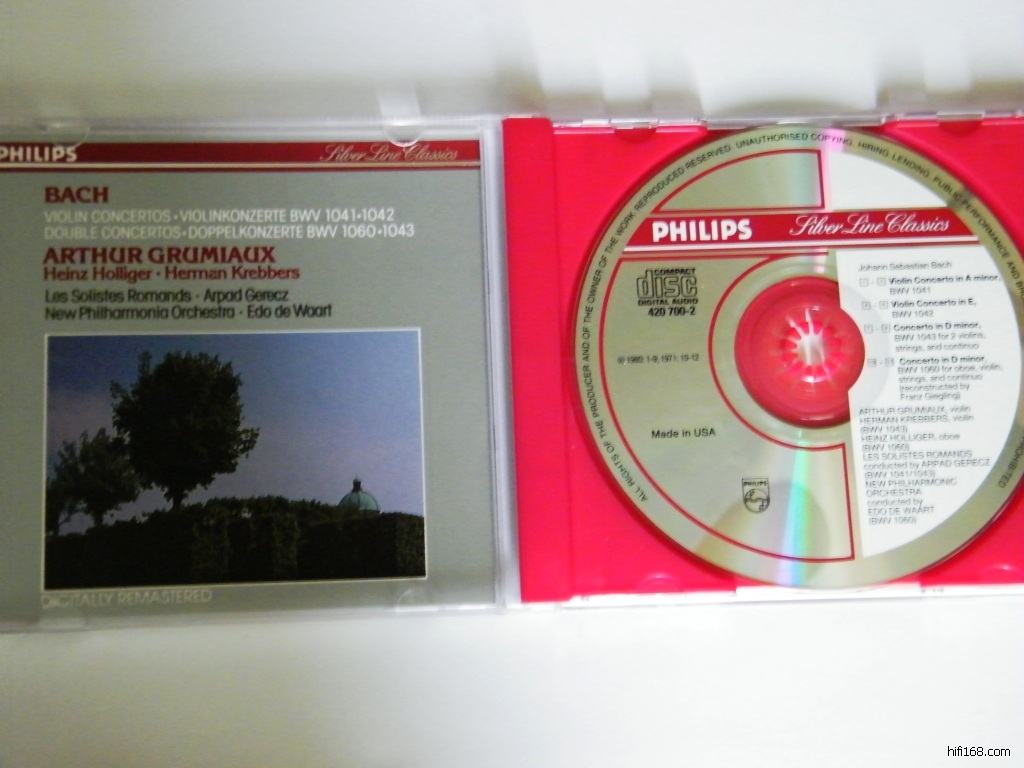 PHILIPS
Silver Line Classics
BACH
VIOLIN CONCERTOS • VIOLINKONZERTE BWV 1041 • 1042
DOUBLE CONCERTOS • DOPPELKONZERTE BWV 1060 • 1043
ARTHUR GRUMIAUX
Heinz Holliger • Herman Krebbers
Les Solistes Romands • Arpad Gerecz
New Philharmonia Orchestra • Edo de Waart
DIGITALLY REMASTERED
ALL RIGHTS OF THE PRODUCER AND OF THE OWNER OF THE WORK REPRODUCED RESERVED. UNAUTHORISED COPYING, HIRING, LENDING, PUBLIC PERFORMANCE AND
PROHIBITED
PHILIPS
Silver Line Classics
COMPACT
disc
DIGITAL AUDIO
420 700-2
℗ 1980: 1-9; 1971: 10-12
Made in USA
PHILIPS
Johann Sebastian Bach:
Violin Concerto in A minor,
BWV 1041
Violin Concerto in E,
BWV 1042
Concerto in D minor,
BWV 1043 for 2 violins,
strings, and continuo
Concerto in D minor,
BWV 1060 for oboe, violin,
strings, and continuo
(reconstructed by
Franz Giegling)
ARTHUR GRUMIAUX, violin
HERMAN KREBBERS, violin
(BWV 1043)
HEINZ HOLLIGER, oboe
(BWV 1060)
LES SOLISTES ROMANDS
conducted by ARPAD GERECZ
(BWV 1041/1043)
NEW PHILHARMONIC
ORCHESTRA
conducted by
EDO DE WAART
(BWV 1060)
hifi168.com